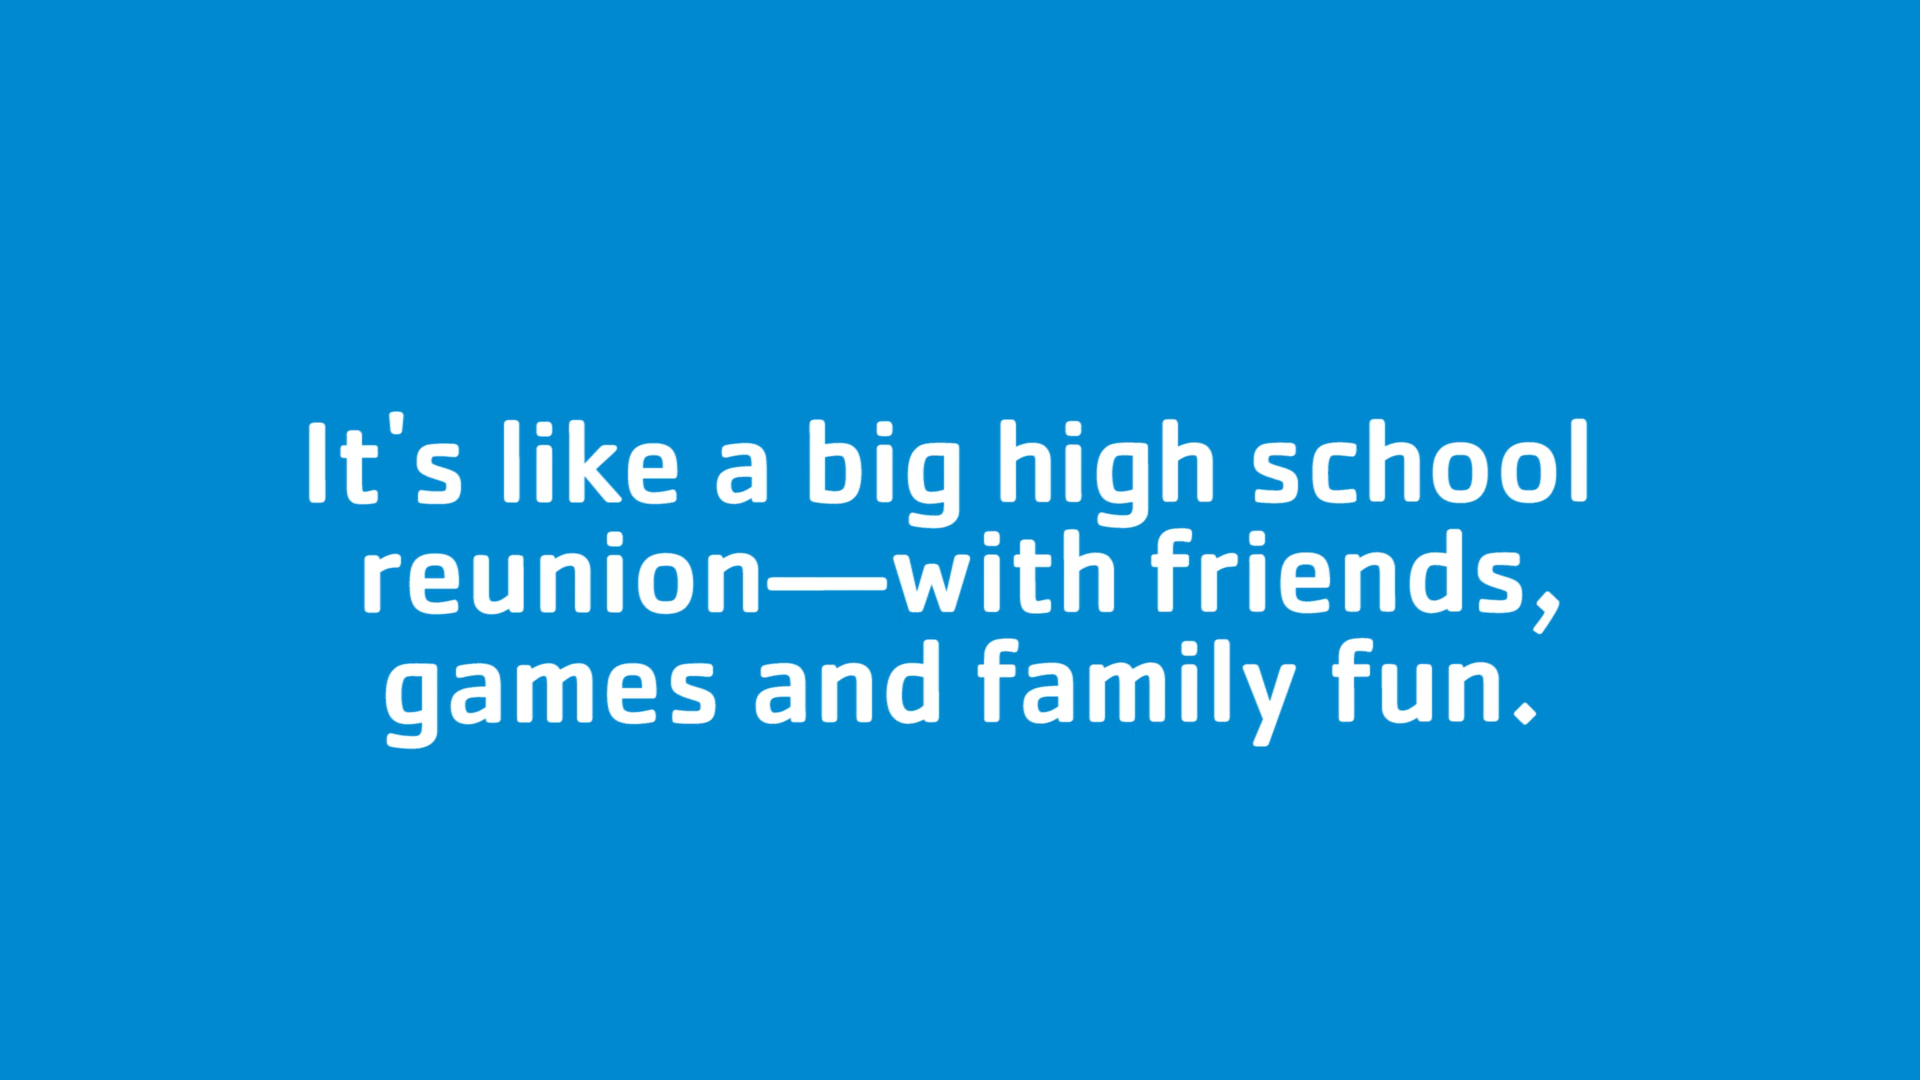 It's like a big high school
reunion—with friends,
games and family fun.